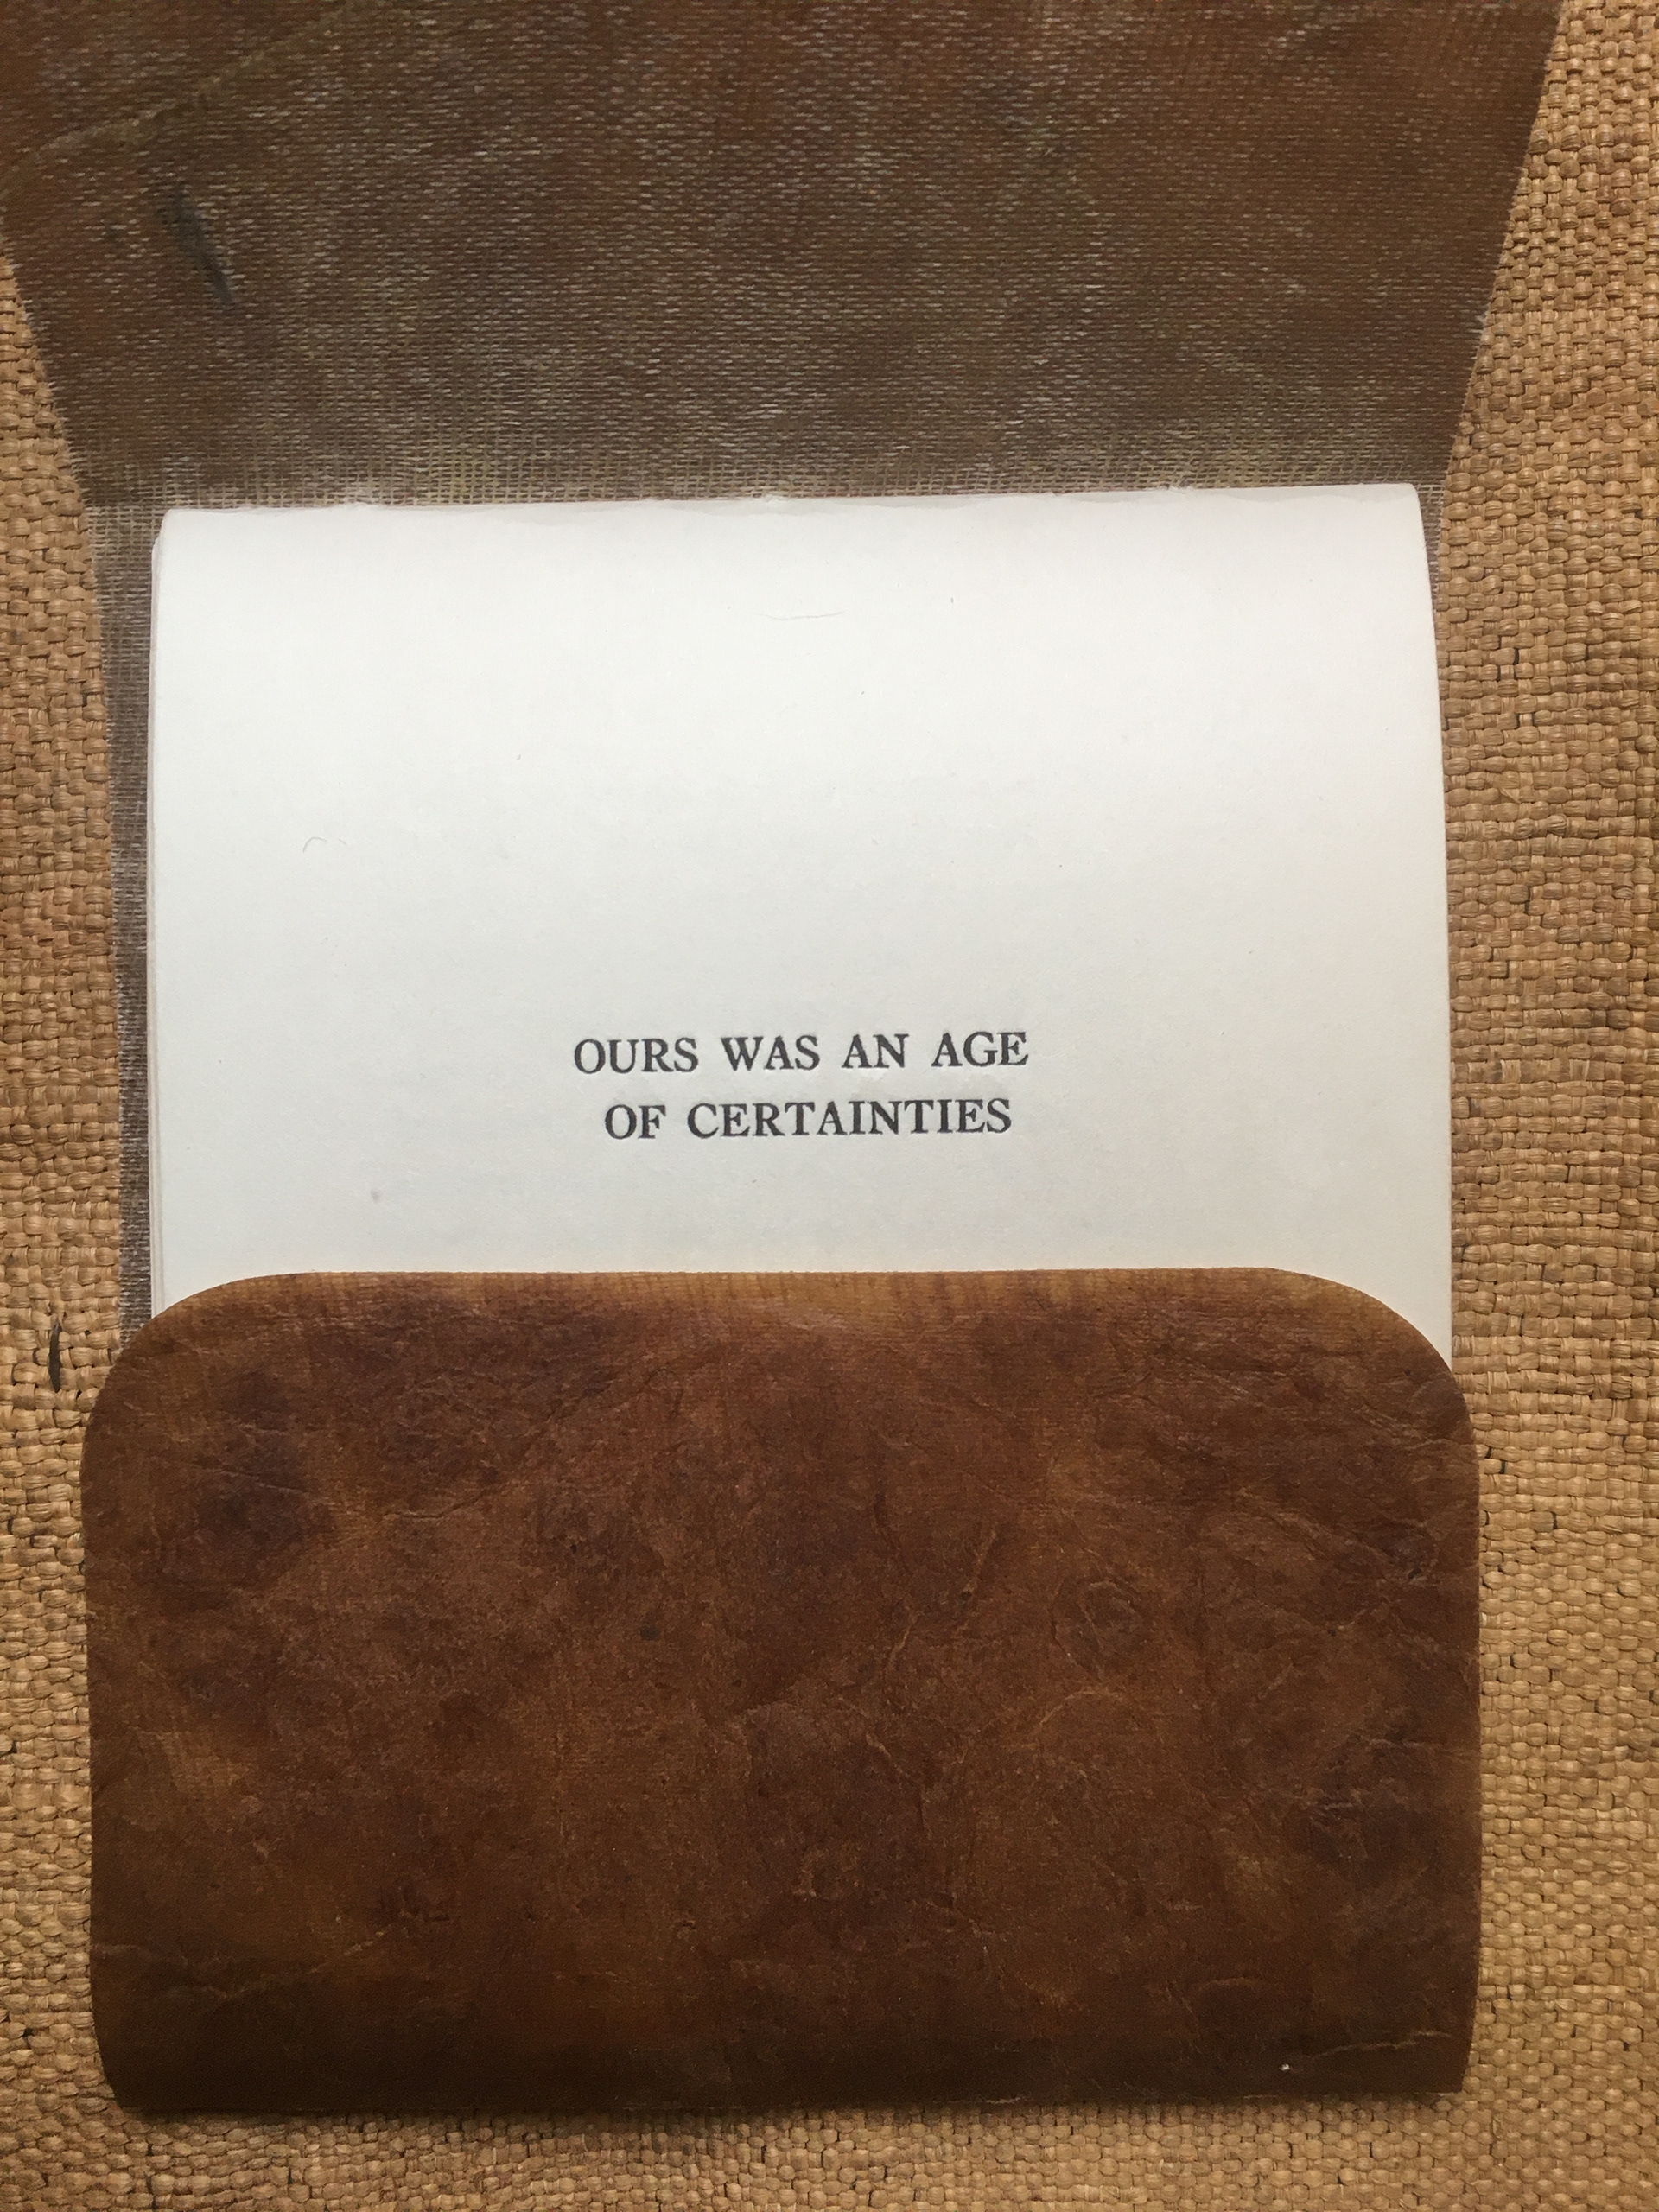 OURS WAS AN AGE
OF CERTAINTIES